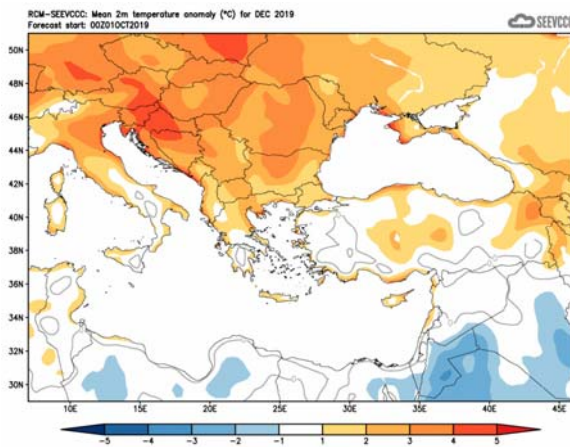 RCM-SEEVCCC: Mean 2m temperature anomaly (°C) for DEC 2019
Forecast start: 00Z01OCT2019
SEEVCCC
50N
48N
46N
44N
42N
40N
38N
36N
34N
32N
30N
10E 15E 20E 25E 30E 35E 40E 45E
-5 -4 -3 -2 -1 1 2 3 4 5